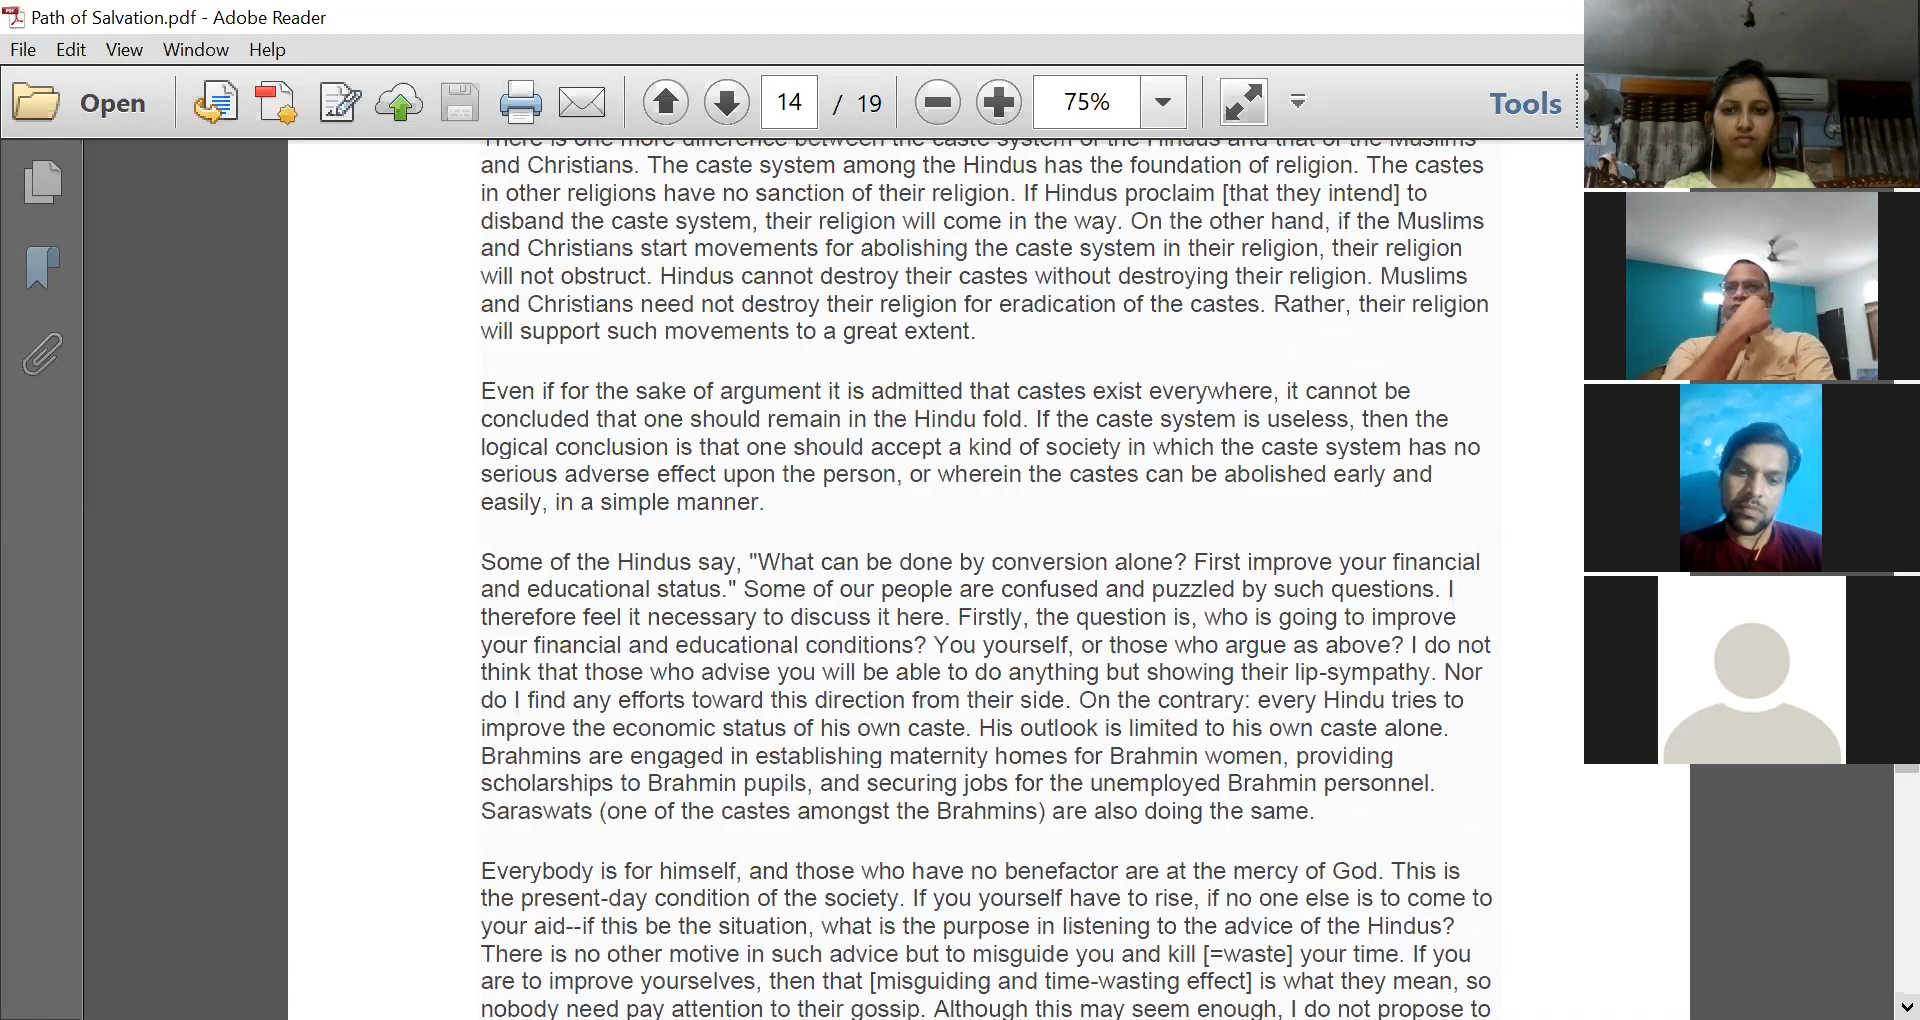 Path of Salvation.pdf - Adobe Reader
File Edit View Window Help
Open 14 / 19 75% Tools
There is one more difference between the caste system of the Hindus and that of the Muslims
and Christians. The caste system among the Hindus has the foundation of religion. The castes
in other religions have no sanction of their religion. If Hindus proclaim [that they intend] to
disband the caste system, their religion will come in the way. On the other hand, if the Muslims
and Christians start movements for abolishing the caste system in their religion, their religion
will not obstruct. Hindus cannot destroy their castes without destroying their religion. Muslims
and Christians need not destroy their religion for eradication of the castes. Rather, their religion
will support such movements to a great extent.
Even if for the sake of argument it is admitted that castes exist everywhere, it cannot be
concluded that one should remain in the Hindu fold. If the caste system is useless, then the
logical conclusion is that one should accept a kind of society in which the caste system has no
serious adverse effect upon the person, or wherein the castes can be abolished early and
easily, in a simple manner.
Some of the Hindus say, "What can be done by conversion alone? First improve your financial
and educational status." Some of our people are confused and puzzled by such questions. I
therefore feel it necessary to discuss it here. Firstly, the question is, who is going to improve
your financial and educational conditions? You yourself, or those who argue as above? I do not
think that those who advise you will be able to do anything but showing their lip-sympathy. Nor
do I find any efforts toward this direction from their side. On the contrary: every Hindu tries to
improve the economic status of his own caste. His outlook is limited to his own caste alone.
Brahmins are engaged in establishing maternity homes for Brahmin women, providing
scholarships to Brahmin pupils, and securing jobs for the unemployed Brahmin personnel.
Saraswats (one of the castes amongst the Brahmins) are also doing the same.
Everybody is for himself, and those who have no benefactor are at the mercy of God. This is
the present-day condition of the society. If you yourself have to rise, if no one else is to come to
your aid--if this be the situation, what is the purpose in listening to the advice of the Hindus?
There is no other motive in such advice but to misguide you and kill [=waste] your time. If you
are to improve yourselves, then that [misguiding and time-wasting effect] is what they mean, so
nobody need pay attention to their gossip. Although this may seem enough, I do not propose to